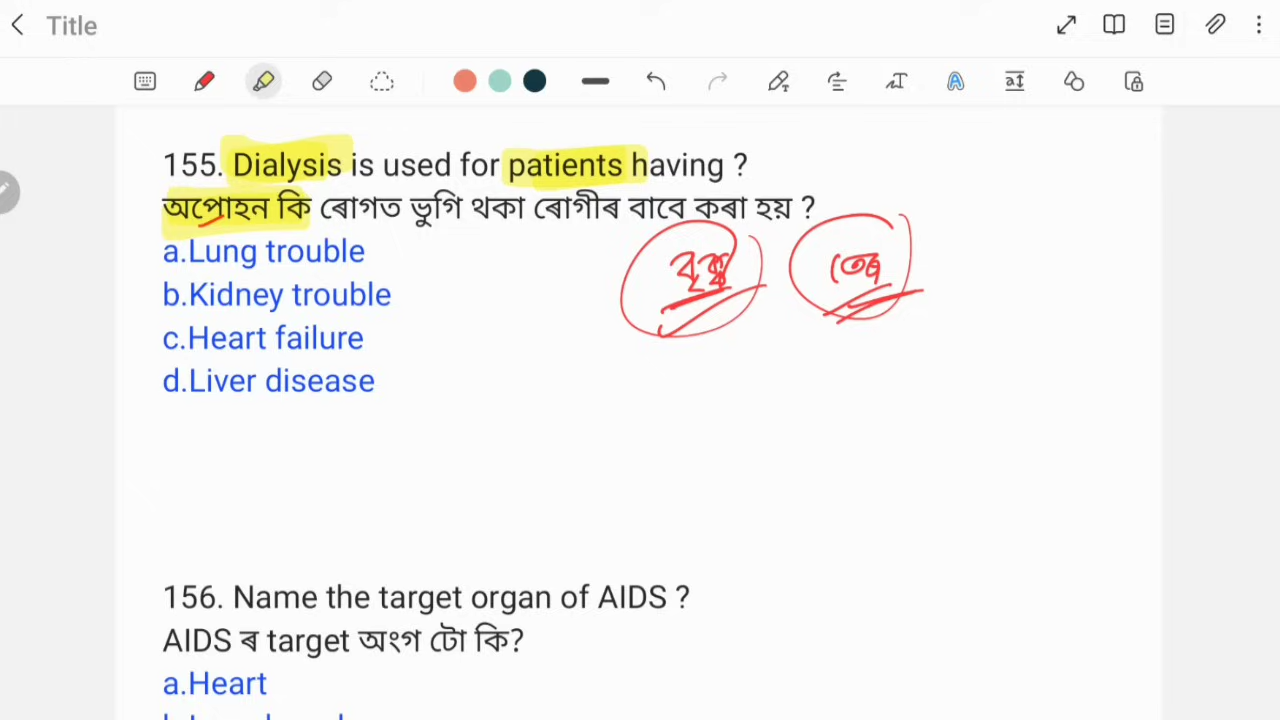 Title
155. Dialysis is used for patients having ?
অপোহন কি ৰোগত ভুগি থকা ৰোগীৰ বাবে কৰা হয় ?
a.Lung trouble
বৃক্ক
b.Kidney trouble
c.Heart failure
d.Liver disease
156. Name the target organ of AIDS ?
AIDS ৰ target অংগ টো কি?
a.Heart